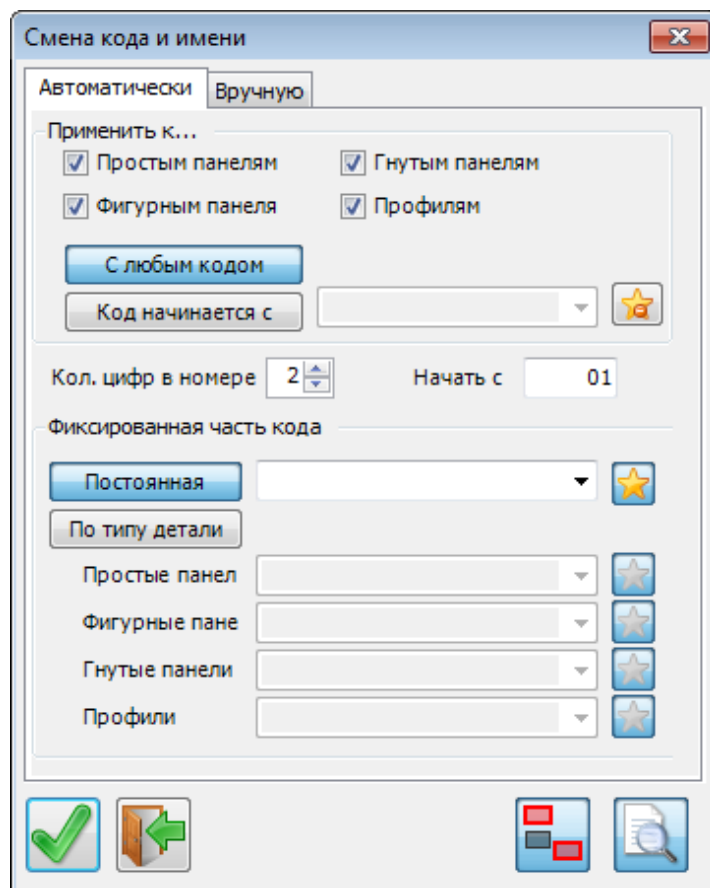 Смена кода и имени
Автоматически Вручную
Применить к...
Простым панелям Гнутым панелям
Фигурным панеля Профилям
С любым кодом
Код начинается с
Кол. цифр в номере 2 Начать с 01
Фиксированная часть кода
Постоянная
По типу детали
Простые панел
Фигурные пане
Гнутые панели
Профили